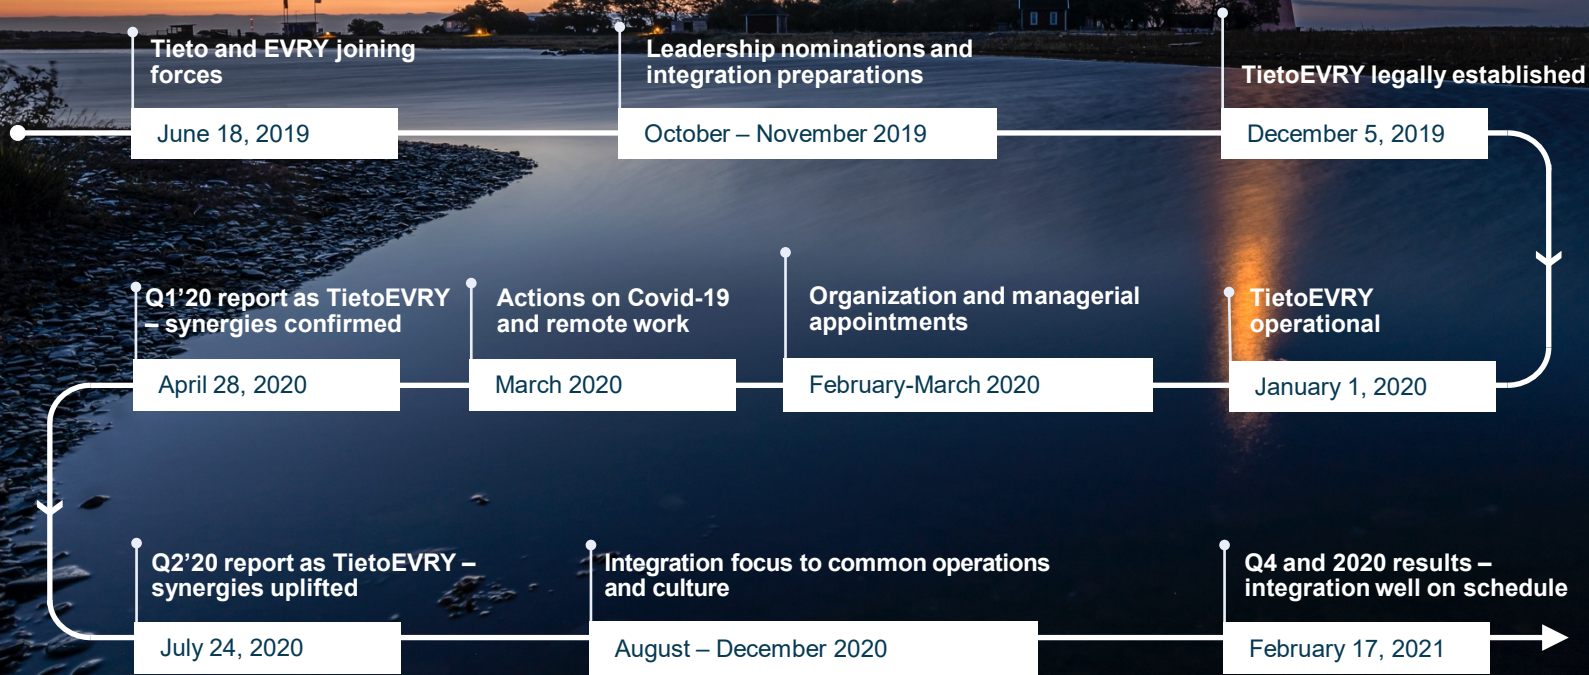 Tieto and EVRY joining
forces
June 18, 2019
Leadership nominations and
integration preparations
October – November 2019
TietoEVRY legally established
December 5, 2019
Q1’20 report as TietoEVRY
– synergies confirmed
April 28, 2020
Actions on Covid-19
and remote work
March 2020
Organization and managerial
appointments
February-March 2020
TietoEVRY
operational
January 1, 2020
Q2’20 report as TietoEVRY –
synergies uplifted
July 24, 2020
Integration focus to common operations
and culture
August – December 2020
Q4 and 2020 results –
integration well on schedule
February 17, 2021